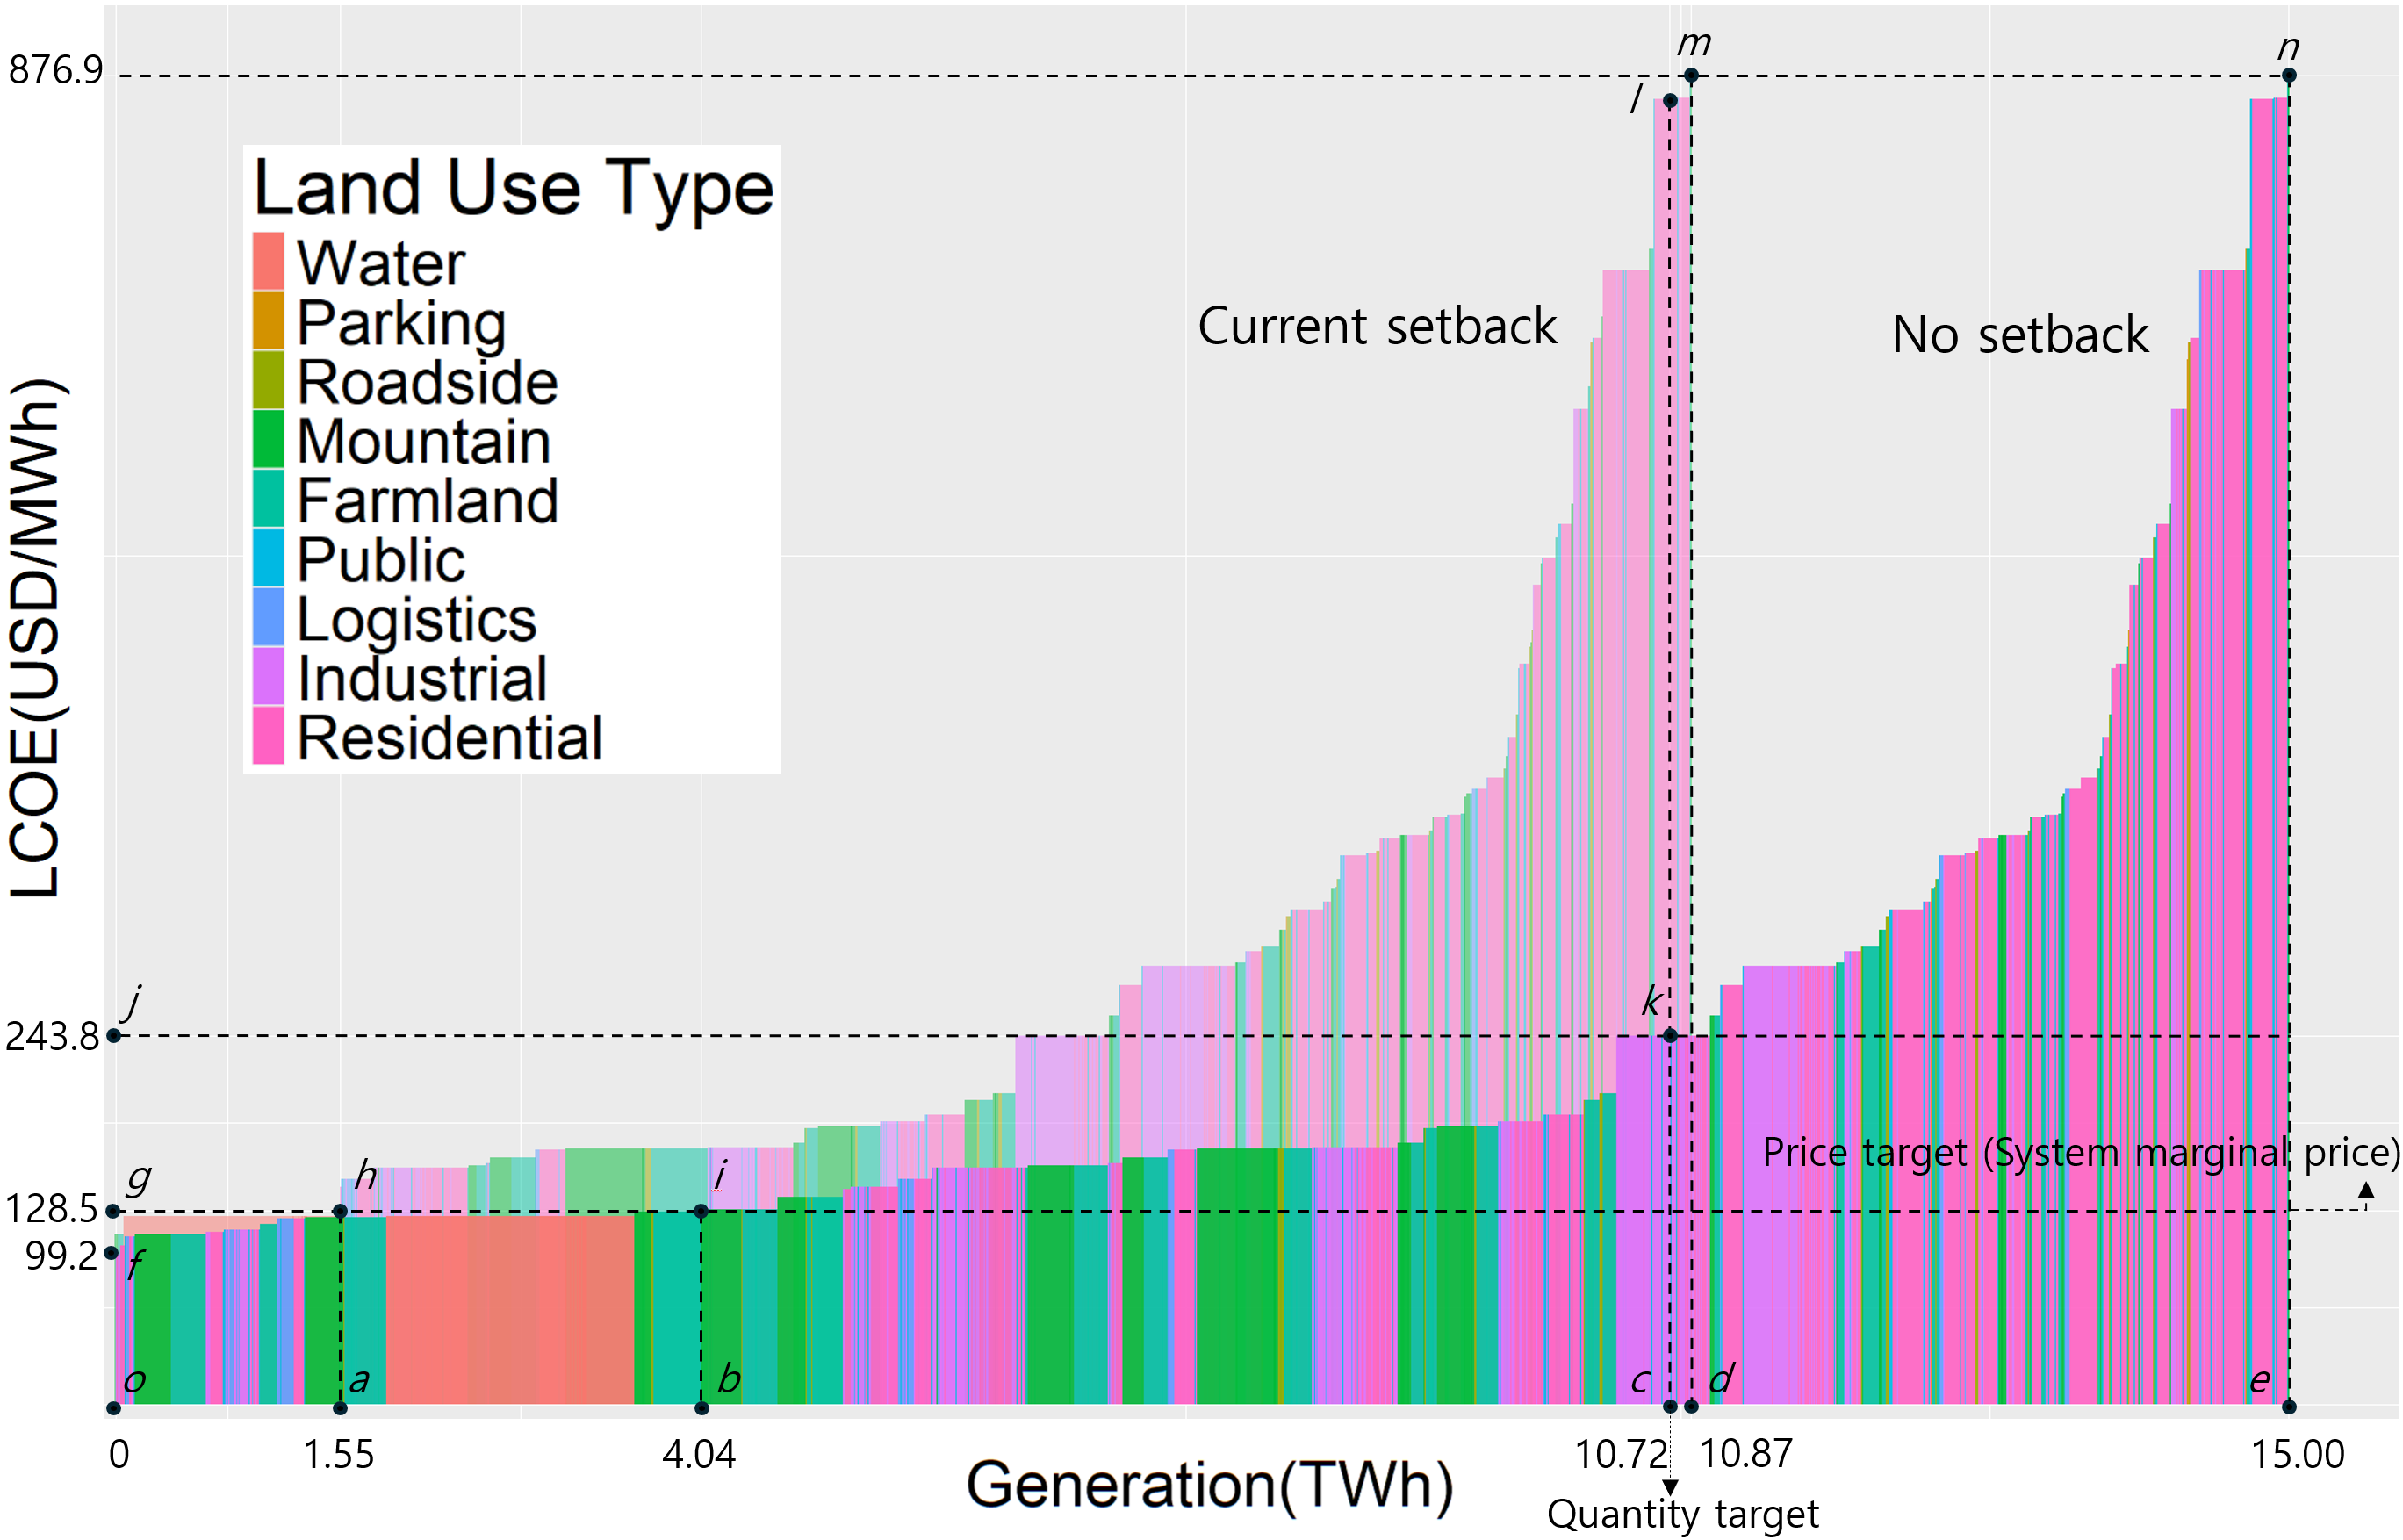 m
n
876.9
l
Land Use Type
Water
Parking
Roadside
Mountain
Farmland
Public
Logistics
Industrial
Residential
Current setback
No setback
LCOE(USD/MWh)
j
k
243.8
Price target (System marginal price)
g
h
i
128.5
99.2
f
o
a
b
c
d
e
0
1.55
4.04
10.72
10.87
15.00
Generation(TWh)
Quantity target